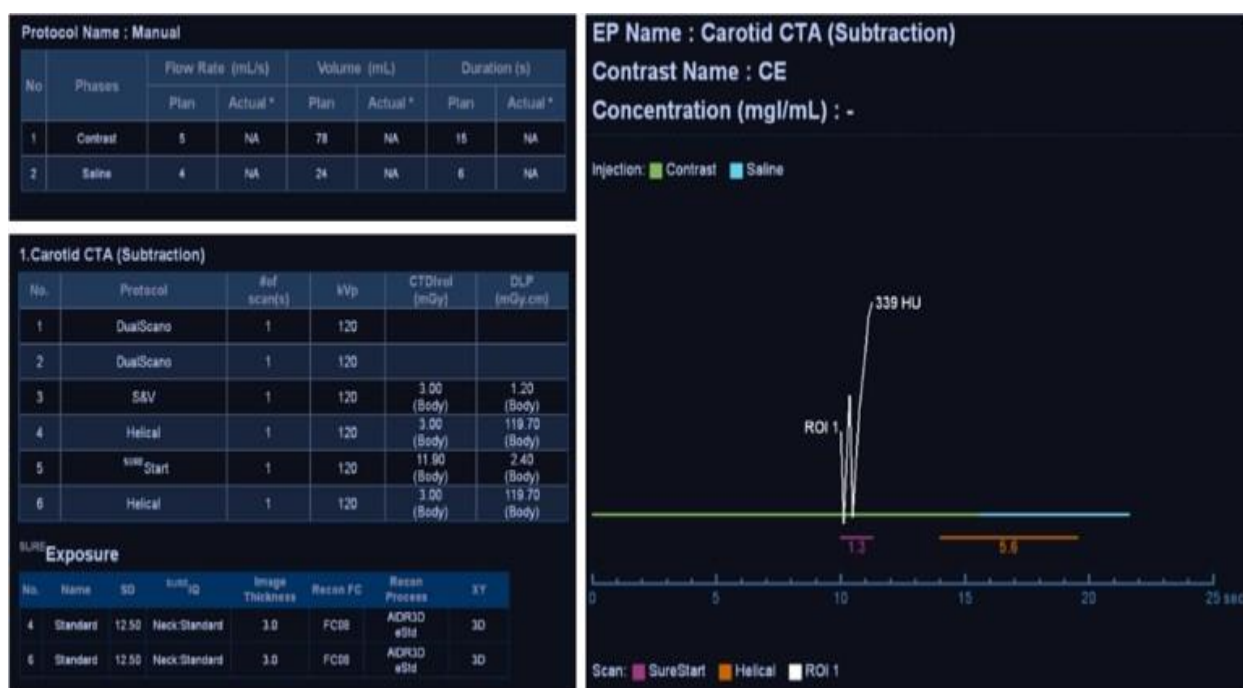 Protocol Name : Manual
No Phases Flow Rate (mL/s) Volume (mL) Duration (s)
Plan Actual * Plan Actual * Plan Actual *
1 Contrast 5 NA 78 NA 15 NA
2 Saline 4 NA 24 NA 6 NA
1.Carotid CTA (Subtraction)
No. Protocol #of scan(s) kVp CTDIvol (mGy) DLP (mGy.cm)
1 DualScano 1 120
2 DualScano 1 120
3 S&V 1 120 3.00 (Body) 1.20 (Body)
4 Helical 1 120 3.00 (Body) 119.70 (Body)
5 SURE Start 1 120 11.90 (Body) 2.40 (Body)
6 Helical 1 120 3.00 (Body) 119.70 (Body)
SURE Exposure
No. Name SD SURE IQ Image Thickness Recon FC Recon Process XY
4 Standard 12.50 Neck:Standard 3.0 FC08 AIDR3D eStd 3D
6 Standard 12.50 Neck:Standard 3.0 FC08 AIDR3D eStd 3D
EP Name : Carotid CTA (Subtraction)
Contrast Name : CE
Concentration (mgI/mL) : -
Injection: Contrast Saline
339 HU
ROI 1
1.3 5.6
0 5 10 15 20 25 sec
Scan: SureStart Helical ROI 1